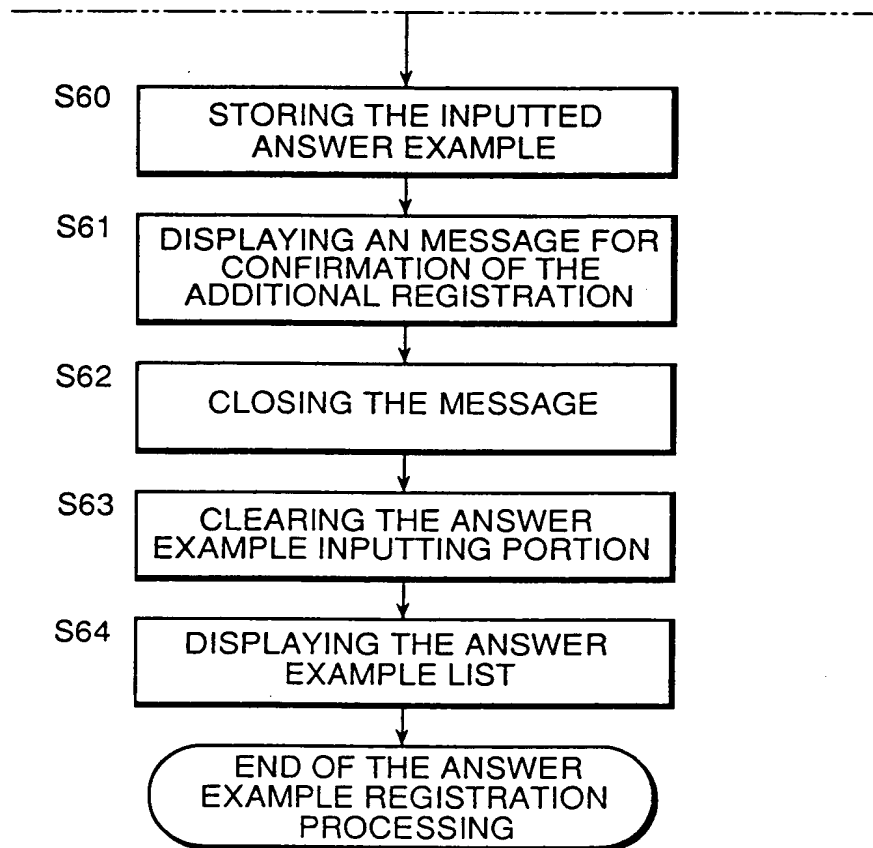 S60
STORING THE INPUTTED
ANSWER EXAMPLE
S61
DISPLAYING AN MESSAGE FOR
CONFIRMATION OF THE
ADDITIONAL REGISTRATION
S62
CLOSING THE MESSAGE
S63
CLEARING THE ANSWER
EXAMPLE INPUTTING PORTION
S64
DISPLAYING THE ANSWER
EXAMPLE LIST
END OF THE ANSWER
EXAMPLE REGISTRATION
PROCESSING